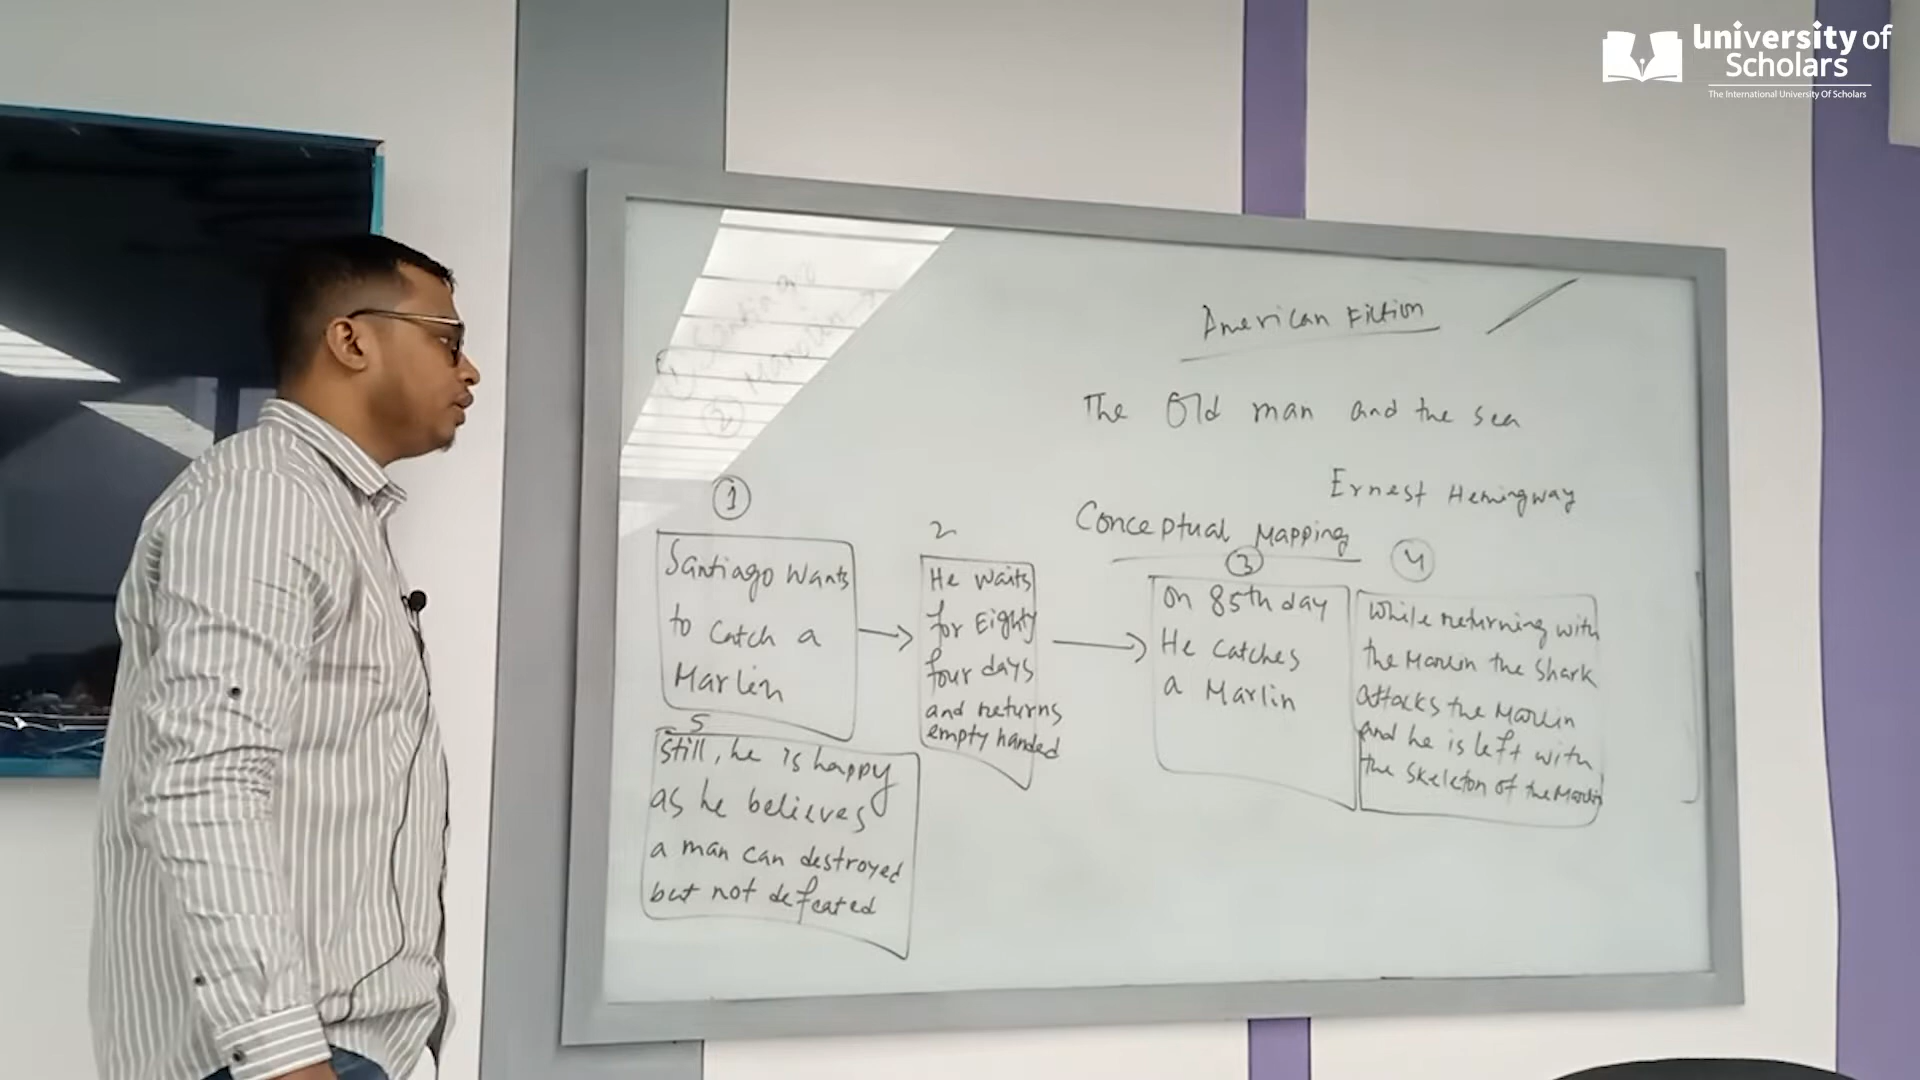 University of
Scholars
The International University Of Scholars
① Santiago
② Manolin
American Fiction
The Old man and the sea
Ernest Hemingway
Conceptual Mapping
①
Santiago wants
to catch a
Marlin
2
He waits
for Eighty
four days
and returns
empty handed
③
on 85th day
He catches
a Marlin
④
While returning with
the Marlin the shark
attacks the Marlin
and he is left with
the skeleton of the Marlin
5
Still, he is happy
as he believes
a man can destroyed
but not defeated